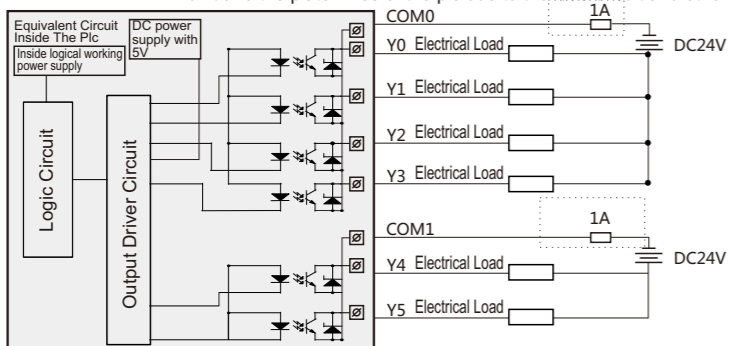 COM0
1A
Equivalent Circuit
Inside The Plc
DC power
supply with
5V
Inside logical working
power supply
DC24V
Y0 Electrical Load
Y1 Electrical Load
Y2 Electrical Load
Y3 Electrical Load
Logic Circuit
Output Driver Circuit
COM1
1A
DC24V
Y4 Electrical Load
Y5 Electrical Load